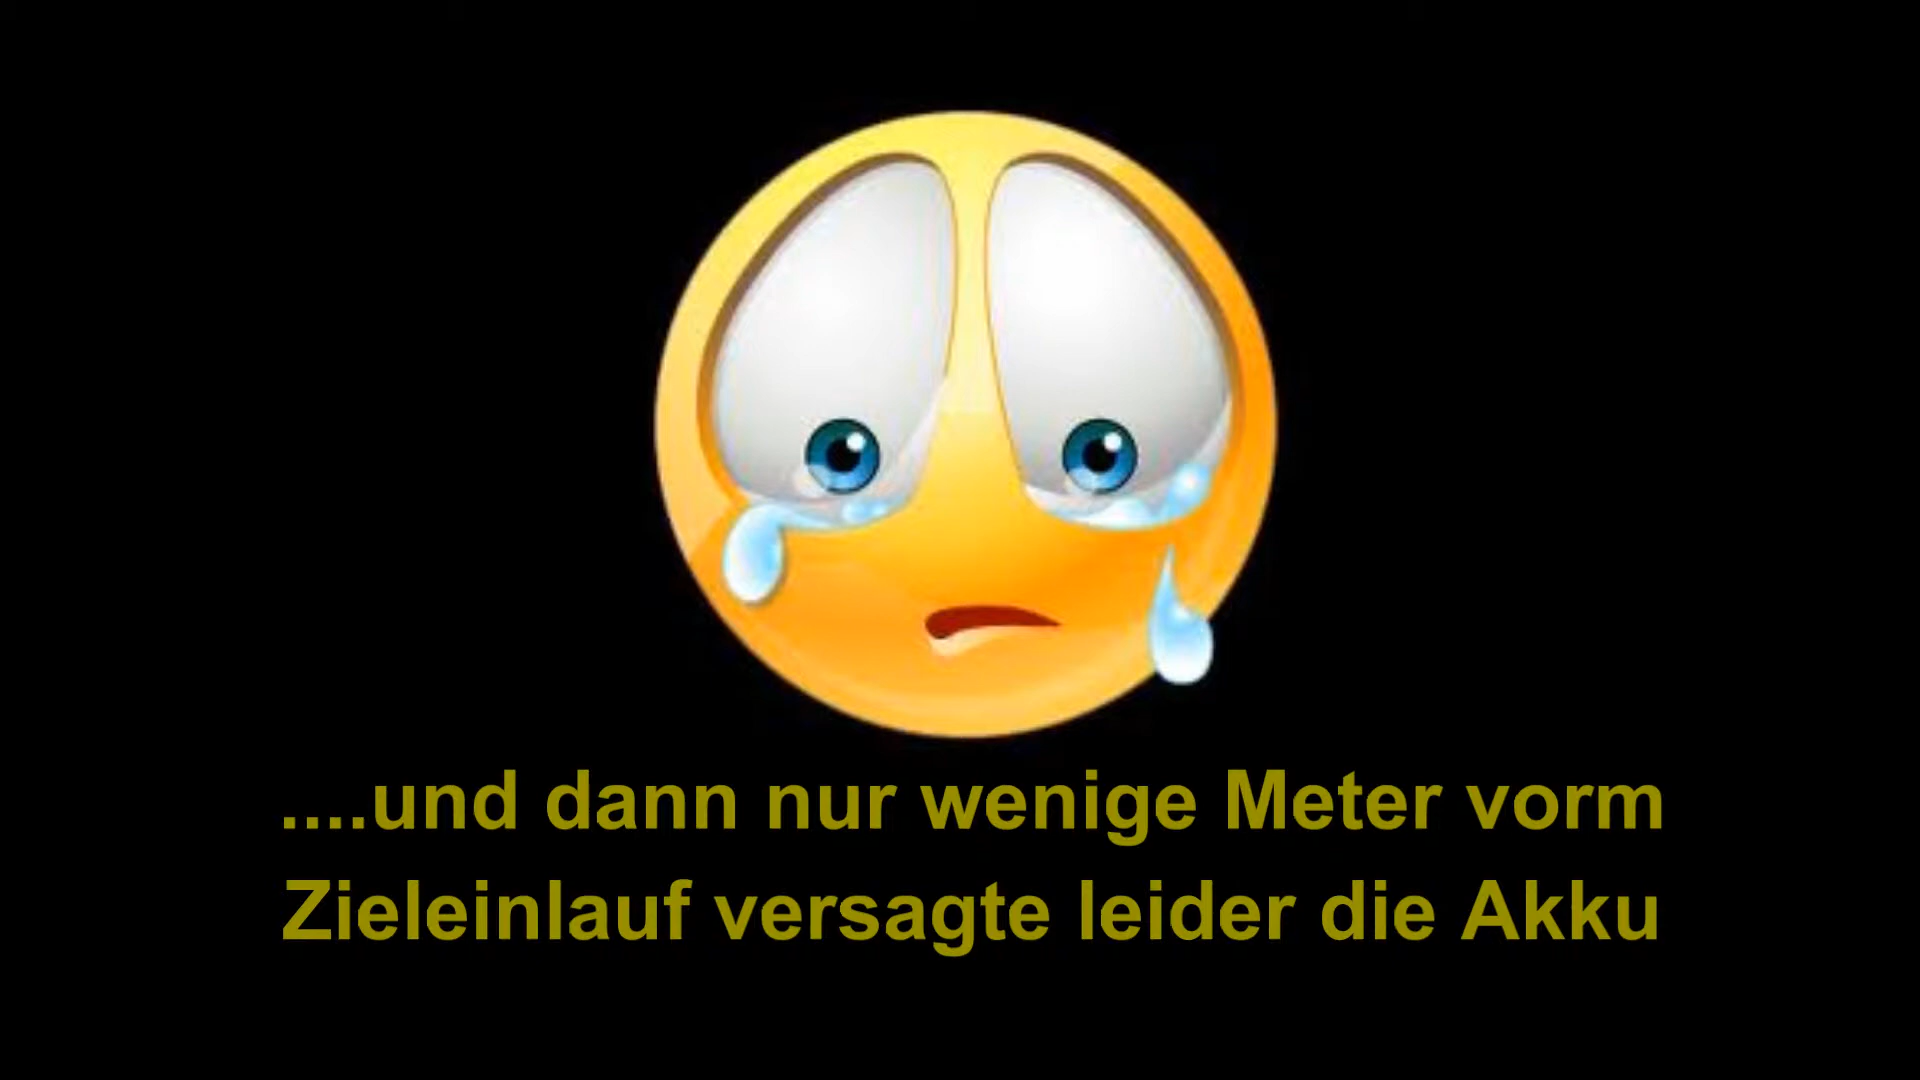 ....und dann nur wenige Meter vorm
Zieleinlauf versagte leider die Akku